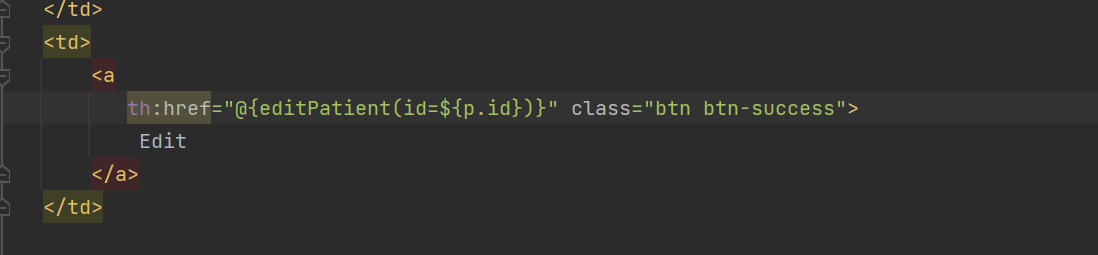 </td>
<td>
<a
th:href="@{editPatient(id=${p.id})}" class="btn btn-success">
Edit
</a>
</td>